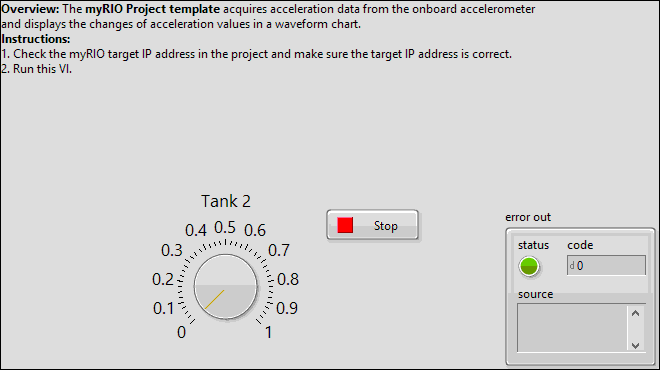 Overview: The myRIO Project template acquires acceleration data from the onboard accelerometer
and displays the changes of acceleration values in a waveform chart.
Instructions:
1. Check the myRIO target IP address in the project and make sure the target IP address is correct.
2. Run this VI.
Tank 2
0.4 0.5 0.6
0.3 0.7
0.2 0.8
0.1 0.9
0 1
Stop
error out
status code
d 0
source